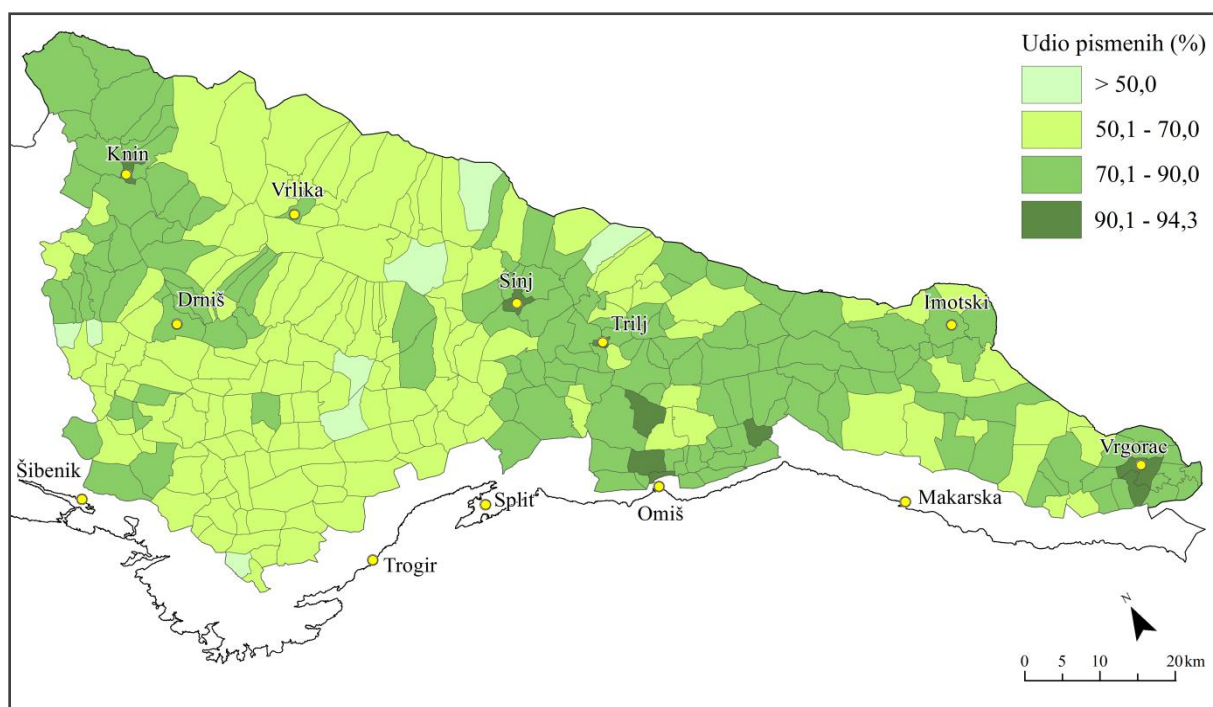 Udio pismenih (%)
> 50,0
50,1 - 70,0
70,1 - 90,0
90,1 - 94,3
Knin
Vrlika
Sinj
Drniš
Trilj
Imotski
Vrgorac
Šibenik
Split
Omiš
Makarska
Trogir
N
0 5 10 20 km